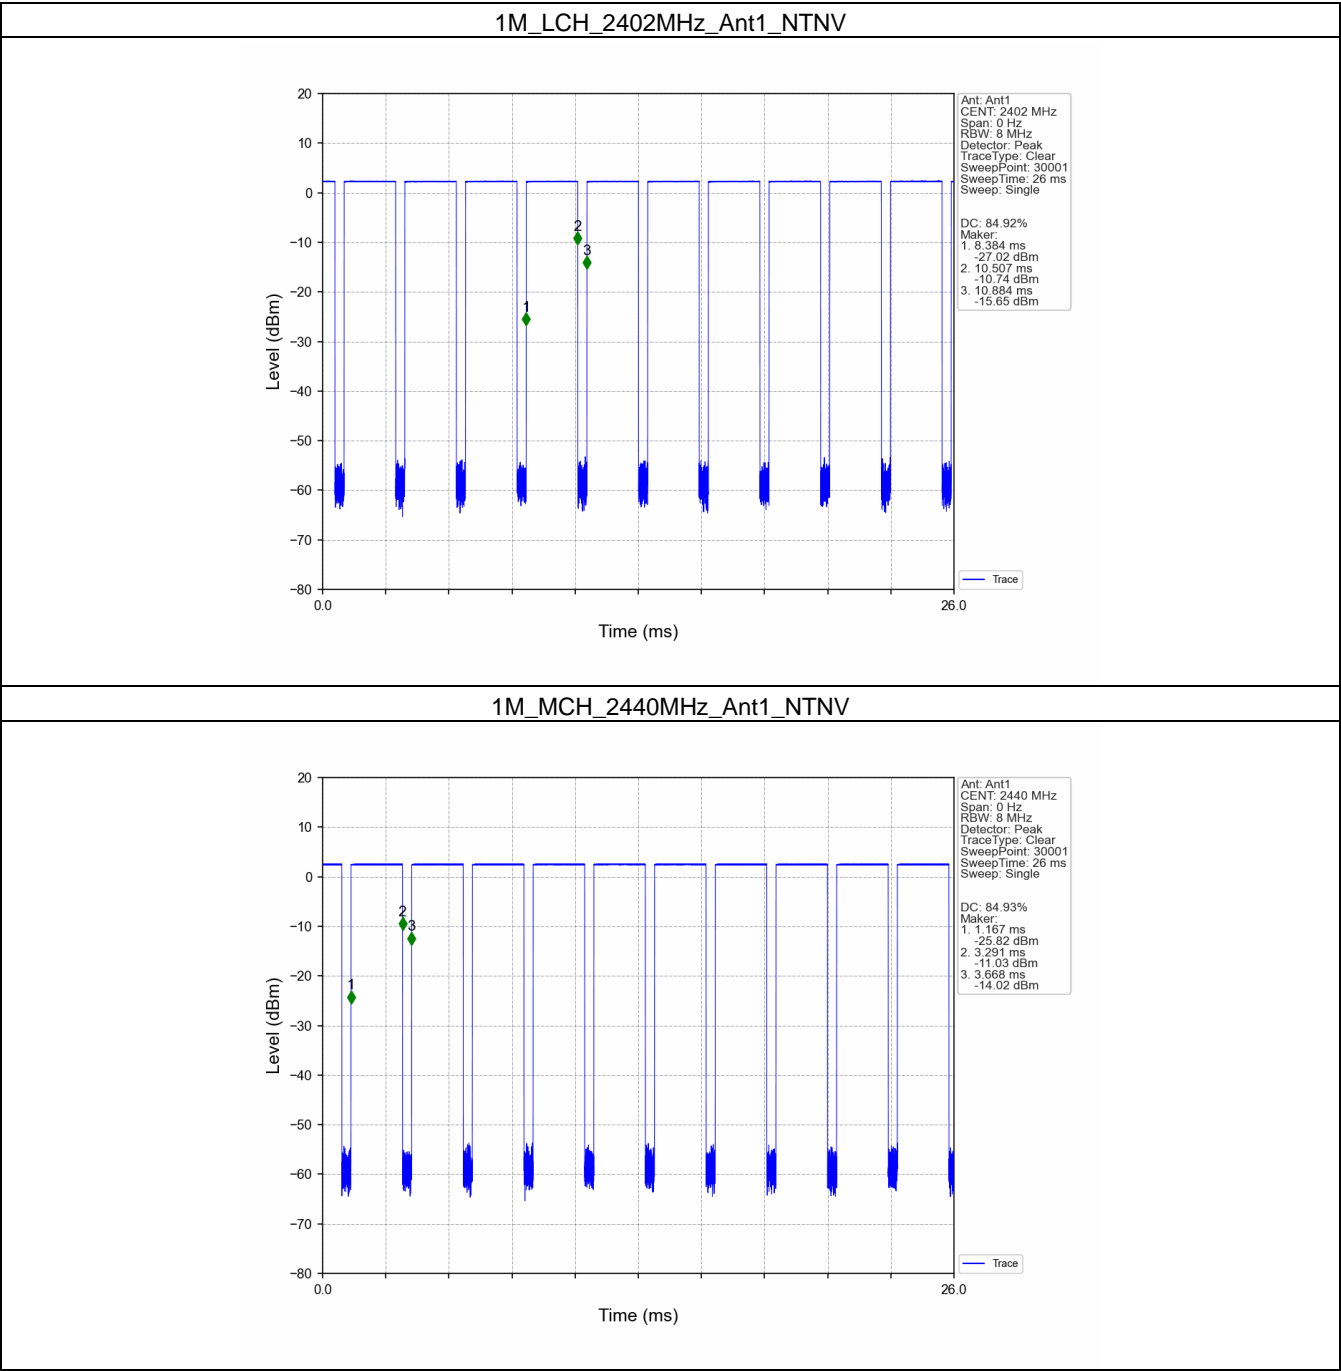 1M_LCH_2402MHz_Ant1_NTNV
20
10
0
−10
−20
−30
−40
−50
−60
−70
−80
Level (dBm)
1
2
3
0.0
26.0
Time (ms)
Ant: Ant1
CENT: 2402 MHz
Span: 0 Hz
RBW: 8 MHz
Detector: Peak
TraceType: Clear
SweepPoint: 30001
SweepTime: 26 ms
Sweep: Single
DC: 84.92%
Maker:
1. 8.384 ms
-27.02 dBm
2. 10.507 ms
-10.74 dBm
3. 10.884 ms
-15.65 dBm
Trace
1M_MCH_2440MHz_Ant1_NTNV
20
10
0
−10
−20
−30
−40
−50
−60
−70
−80
Level (dBm)
1
2
3
0.0
26.0
Time (ms)
Ant: Ant1
CENT: 2440 MHz
Span: 0 Hz
RBW: 8 MHz
Detector: Peak
TraceType: Clear
SweepPoint: 30001
SweepTime: 26 ms
Sweep: Single
DC: 84.93%
Maker:
1. 1.167 ms
-25.82 dBm
2. 3.291 ms
-11.03 dBm
3. 3.668 ms
-14.02 dBm
Trace